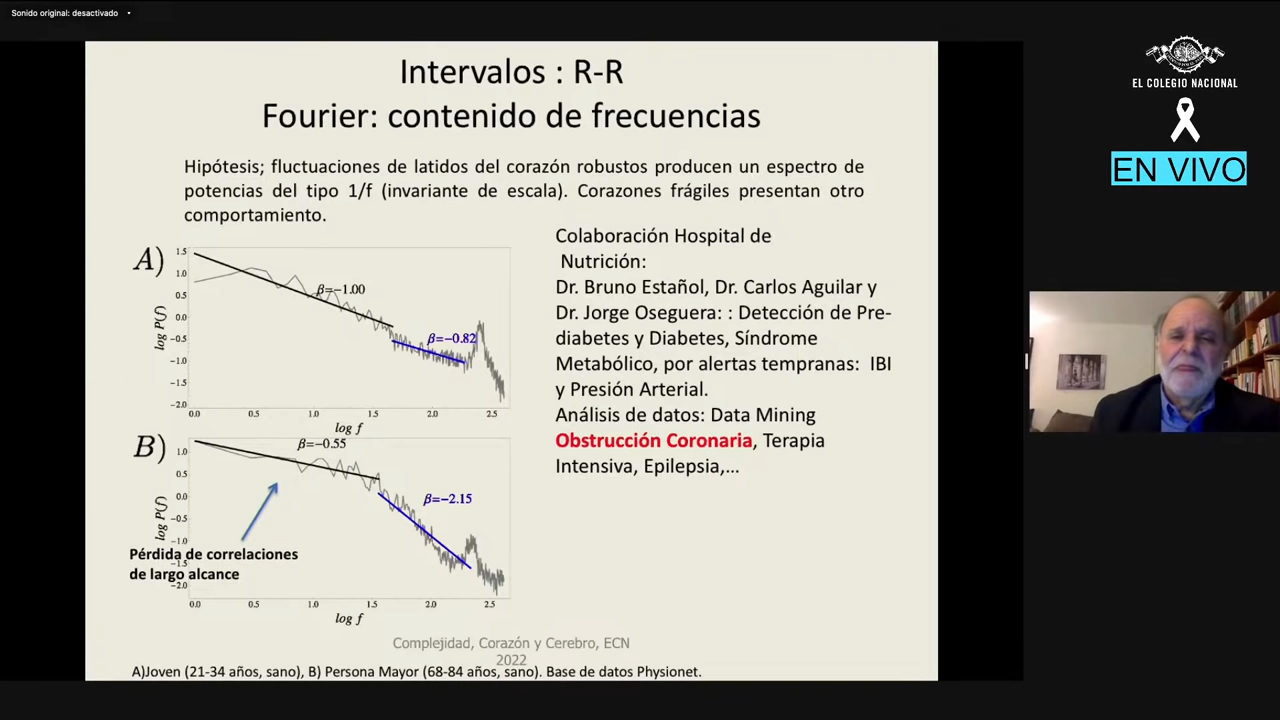 Sonido original: desactivado
Intervalos : R-R
Fourier: contenido de frecuencias
Hipótesis; fluctuaciones de latidos del corazón robustos producen un espectro de
potencias del tipo 1/f (invariante de escala). Corazones frágiles presentan otro
comportamiento.
A)
1.5
1.0
0.5
0.0
−0.5
−1.0
−1.5
−2.0
log P(f)
β=−1.00
β=−0.82
0.0 0.5 1.0 1.5 2.0 2.5
log f
B)
1.0
0.5
0.0
−0.5
−1.0
−1.5
−2.0
log P(f)
β=−0.55
β=−2.15
Pérdida de correlaciones
de largo alcance
0.0 0.5 1.0 1.5 2.0 2.5
log f
Colaboración Hospital de
Nutrición:
Dr. Bruno Estañol, Dr. Carlos Aguilar y
Dr. Jorge Oseguera: : Detección de Pre-
diabetes y Diabetes, Síndrome
Metabólico, por alertas tempranas: IBI
y Presión Arterial.
Análisis de datos: Data Mining
Obstrucción Coronaria, Terapia
Intensiva, Epilepsia,...
Complejidad, Corazón y Cerebro, ECN
2022
A)Joven (21-34 años, sano), B) Persona Mayor (68-84 años, sano). Base de datos Physionet.
EL COLEGIO NACIONAL
EN VIVO